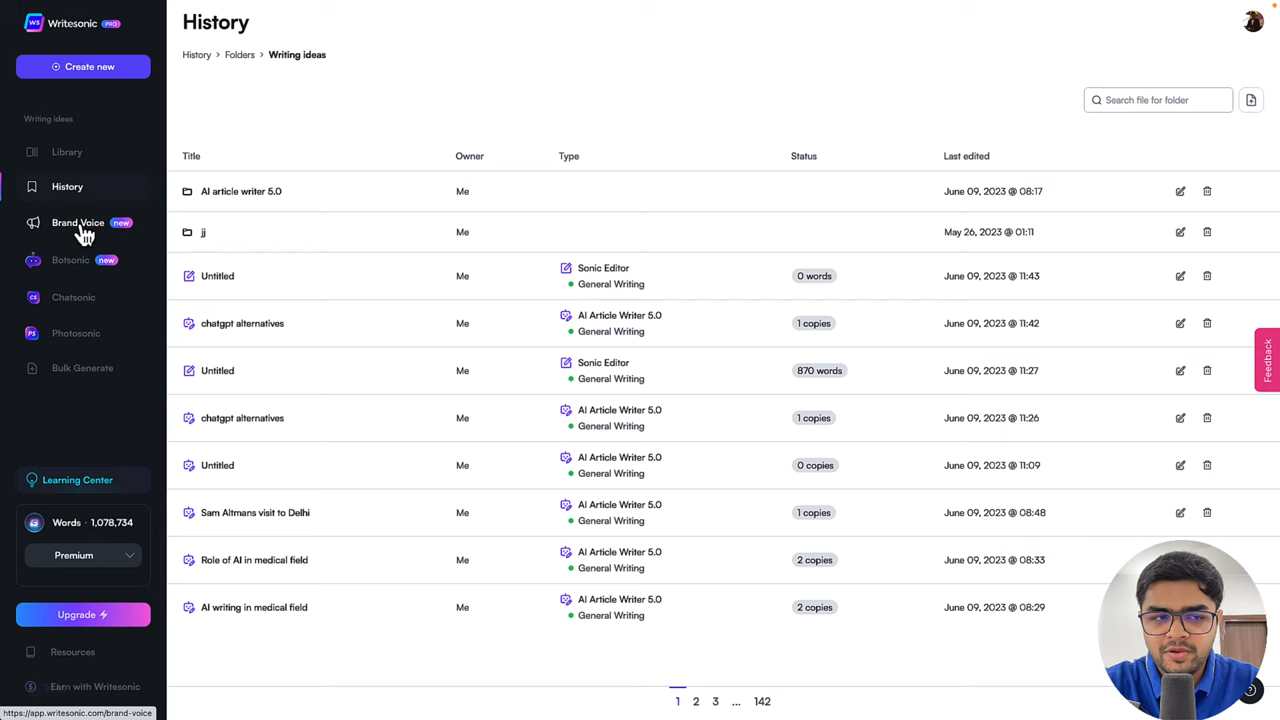 WS Writesonic PRO
Create new
Writing ideas
Library
History
Brand Voice new
Botsonic new
CS Chatsonic
PS Photosonic
Bulk Generate
Learning Center
Words · 1,078,734
Premium
Upgrade
Resources
$ Earn with Writesonic
https://app.writesonic.com/brand-voice
History
History > Folders > Writing ideas
Search file for folder
Title Owner Type Status Last edited
AI article writer 5.0 Me June 09, 2023 @ 08:17
jj Me May 26, 2023 @ 01:11
Untitled Me Sonic Editor General Writing 0 words June 09, 2023 @ 11:43
chatgpt alternatives Me AI Article Writer 5.0 General Writing 1 copies June 09, 2023 @ 11:42
Untitled Me Sonic Editor General Writing 870 words June 09, 2023 @ 11:27
chatgpt alternatives Me AI Article Writer 5.0 General Writing 1 copies June 09, 2023 @ 11:26
Untitled Me AI Article Writer 5.0 General Writing 0 copies June 09, 2023 @ 11:09
Sam Altmans visit to Delhi Me AI Article Writer 5.0 General Writing 1 copies June 09, 2023 @ 08:48
Role of AI in medical field Me AI Article Writer 5.0 General Writing 2 copies June 09, 2023 @ 08:33
AI writing in medical field Me AI Article Writer 5.0 General Writing 2 copies June 09, 2023 @ 08:29
1 2 3 ... 142
Feedback
?